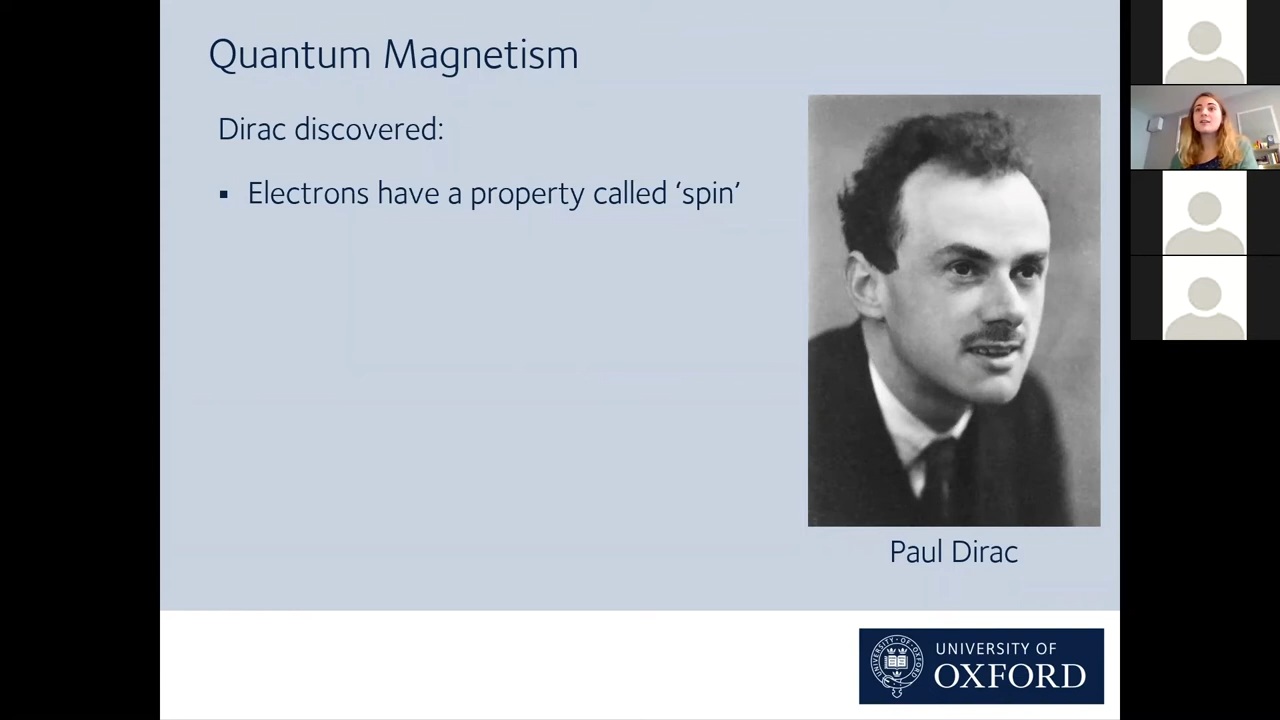 Quantum Magnetism
Dirac discovered:
▪ Electrons have a property called ‘spin’
Paul Dirac
UNIVERSITY OF
OXFORD